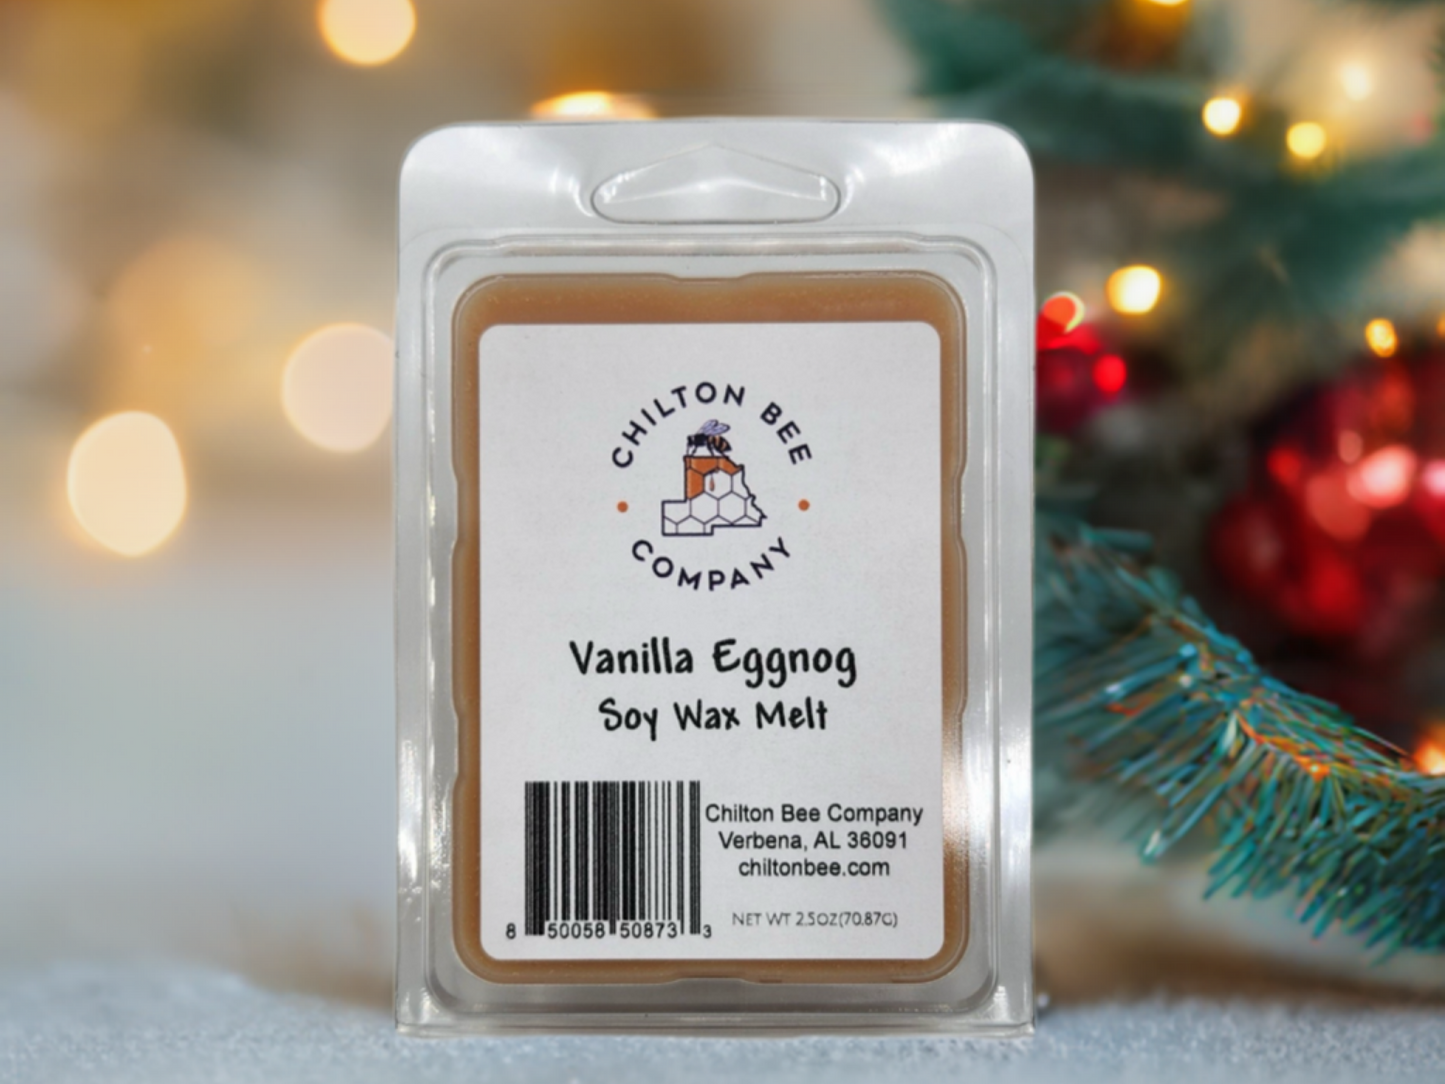 CHILTON BEE
COMPANY
Vanilla Eggnog
Soy Wax Melt
Chilton Bee Company
Verbena, AL 36091
chiltonbee.com
NET WT 2.5OZ(70.87G)
8 50058 50873 3